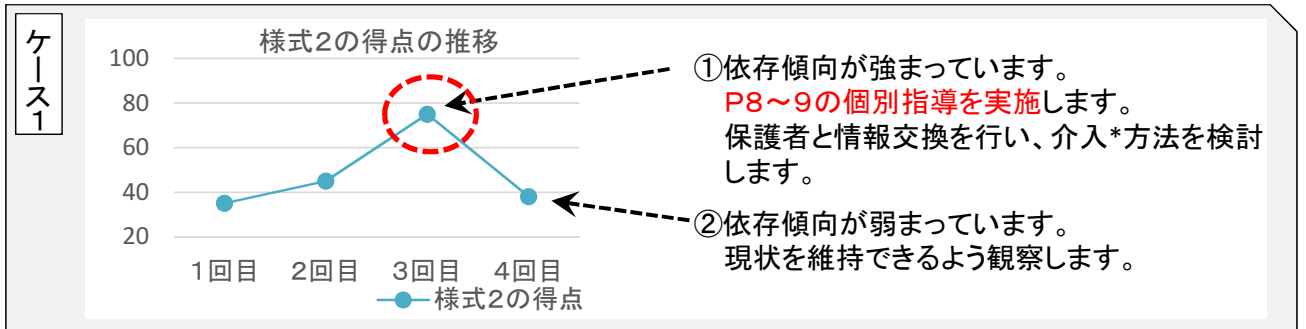 ケース1
様式2の得点の推移
100
80
60
40
20
1回目 2回目 3回目 4回目
様式2の得点
①依存傾向が強まっています。
P8～9の個別指導を実施します。
保護者と情報交換を行い、介入*方法を検討
します。
②依存傾向が弱まっています。
現状を維持できるよう観察します。